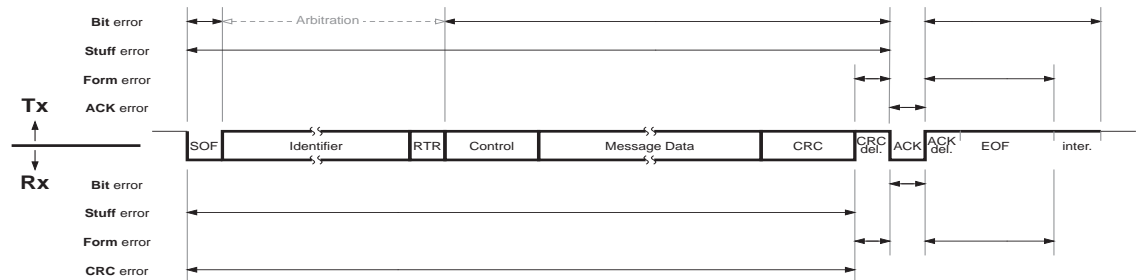 Bit error
Arbitration
Stuff error
Form error
ACK error
Tx
SOF Identifier RTR Control Message Data CRC CRC del. ACK ACK del. EOF inter.
Rx
Bit error
Stuff error
Form error
CRC error